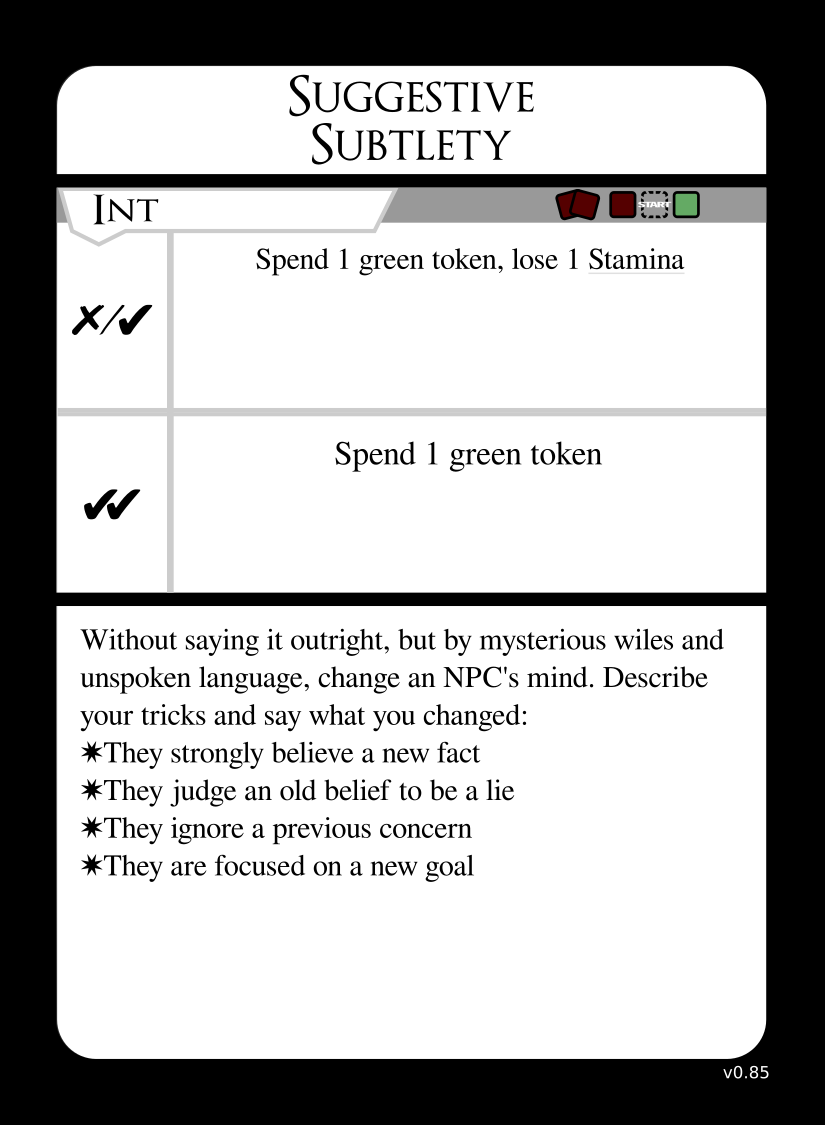 Suggestive
Subtlety
Int
START
Spend 1 green token, lose 1 Stamina
✗/✔
Spend 1 green token
✔✔
Without saying it outright, but by mysterious wiles and
unspoken language, change an NPC's mind. Describe
your tricks and say what you changed:
✷They strongly believe a new fact
✷They judge an old belief to be a lie
✷They ignore a previous concern
✷They are focused on a new goal
v0.85